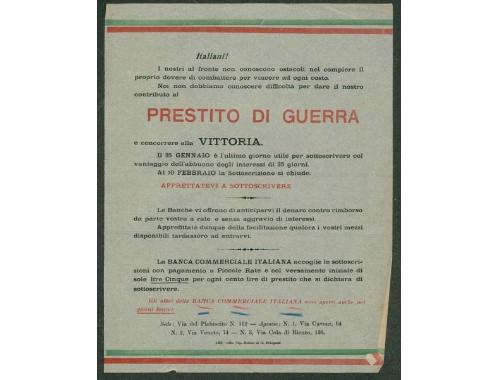 Italiani!
I nostri al fronte non conoscono ostacoli nel compiere il
proprio dovere di combattere per vincere ad ogni costo.
Noi non dobbiamo conoscere difficoltà per dare il nostro
contributo al
PRESTITO DI GUERRA
e concorrere alla VITTORIA.
Il 25 GENNAIO è l'ultimo giorno utile per sottoscrivere col
vantaggio dell'abbuono degli interessi di 25 giorni.
Al 10 FEBBRAIO la Sottoscrizione si chiude.
AFFRETTATEVI A SOTTOSCRIVERE
Le Banche vi offrono di anticiparvi il denaro contro rimborso
da parte vostra a rate e senza aggravio di interessi.
Approfittate dunque della facilitazione qualora i vostri mezzi
disponibili tardassero ad entrarvi.
La BANCA COMMERCIALE ITALIANA accoglie le sottoscri-
zioni con pagamento a Piccole Rate e col versamento iniziale di
sole lire Cinque per ogni cento lire di prestito che si dichiara di
sottoscrivere.
Gli uffici della BANCA COMMERCIALE ITALIANA sono aperti anche nei
giorni festivi.
Sede: Via del Plebiscito N. 112 — Agenzie: N. 1, Via Cavour, 64
N. 2, Via Veneto, 74 — N. 3, Via Cola di Rienzo, 136.